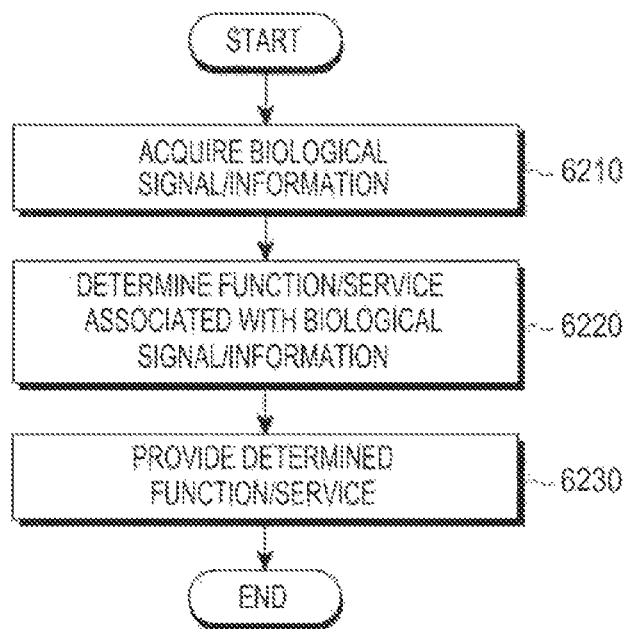 START
ACQUIRE BIOLOGICAL
SIGNAL/INFORMATION
6210
DETERMINE FUNCTION/SERVICE
ASSOCIATED WITH BIOLOGICAL
SIGNAL/INFORMATION
6220
PROVIDE DETERMINED
FUNCTION/SERVICE
6230
END